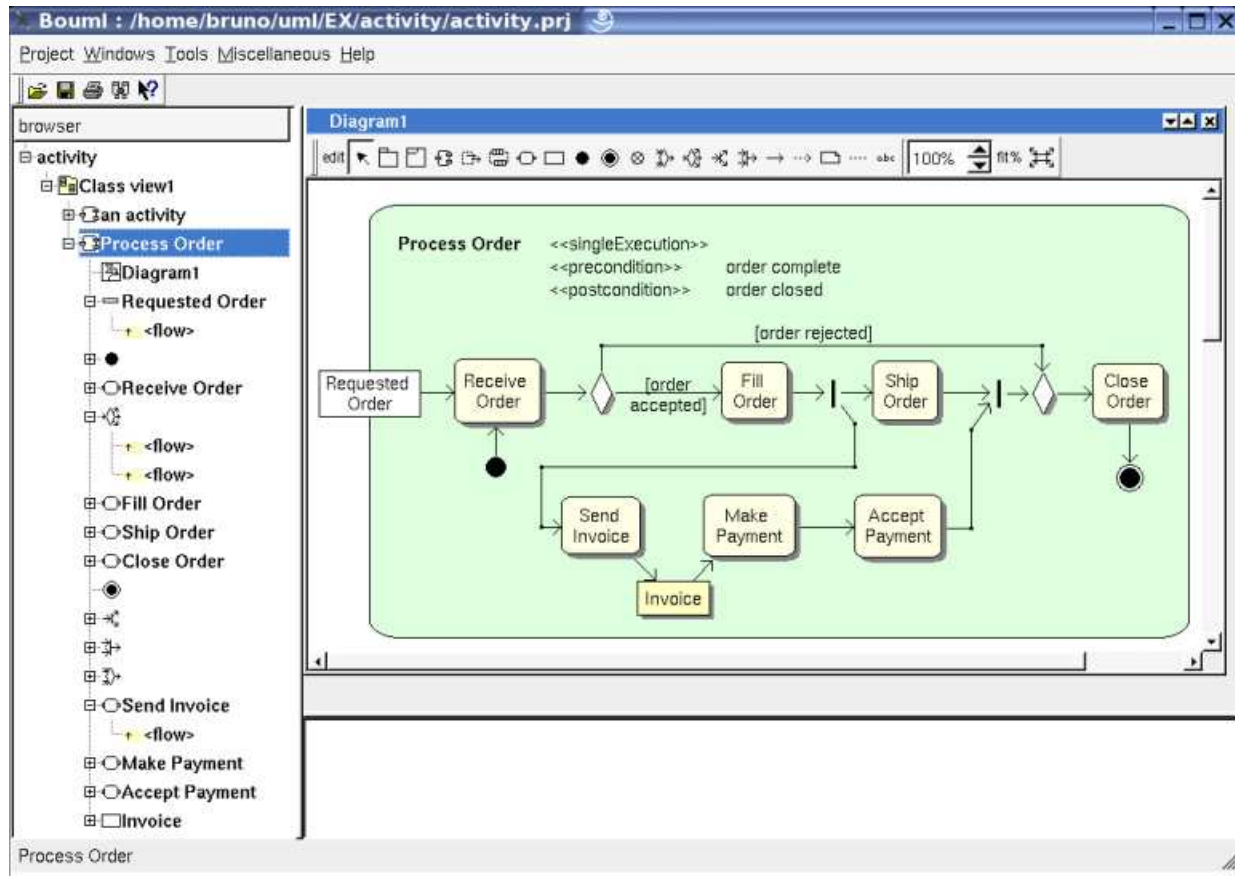 Bouml : /home/bruno/uml/EX/activity/activity.prj
Project Windows Tools Miscellaneous Help
browser
activity
Class view1
an activity
Process Order
Diagram1
Requested Order
<flow>
Receive Order
<flow>
<flow>
Fill Order
Ship Order
Close Order
Send Invoice
<flow>
Make Payment
Accept Payment
Invoice
Diagram1
edit
abc
100%
fit%
Process Order <<singleExecution>>
<<precondition>> order complete
<<postcondition>> order closed
[order rejected]
Requested
Order
Receive
Order
[order
accepted]
Fill
Order
Ship
Order
Close
Order
Send
Invoice
Make
Payment
Accept
Payment
Invoice
Process Order